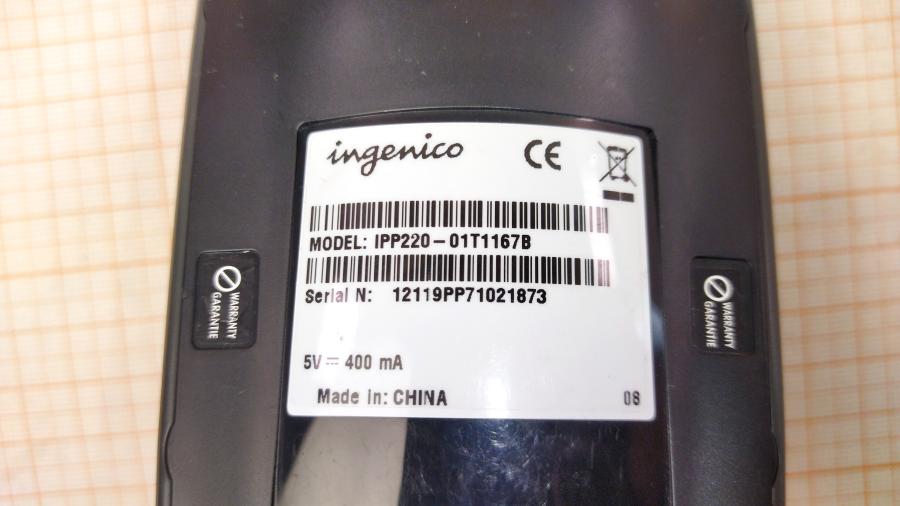 ingenico CE
MODEL: IPP220-01T1167B
Serial N: 12119PP71021873
WARRANTY
GARANTIE
WARRANTY
GARANTIE
5V ⎓ 400 mA
Made in: CHINA 08